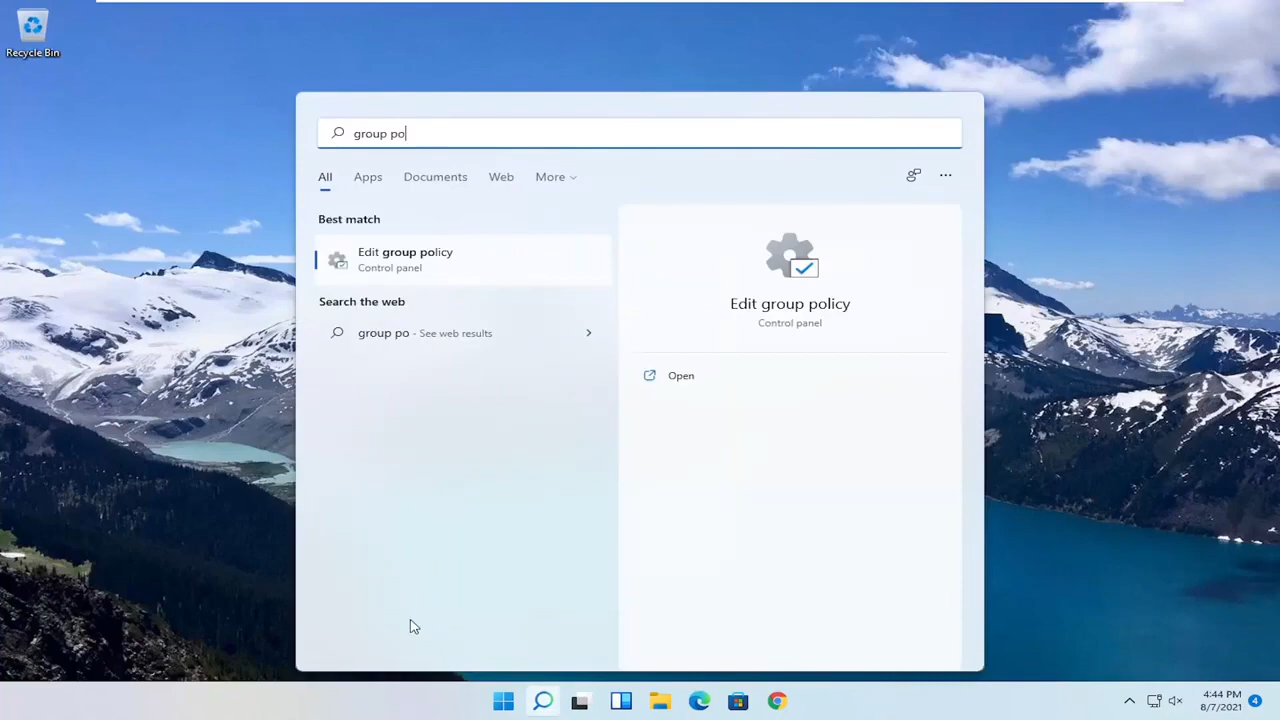 Recycle Bin
group po
All Apps Documents Web More
Best match
Edit group policy
Control panel
Search the web
group po - See web results
Edit group policy
Control panel
Open
4:44 PM
8/7/2021
4